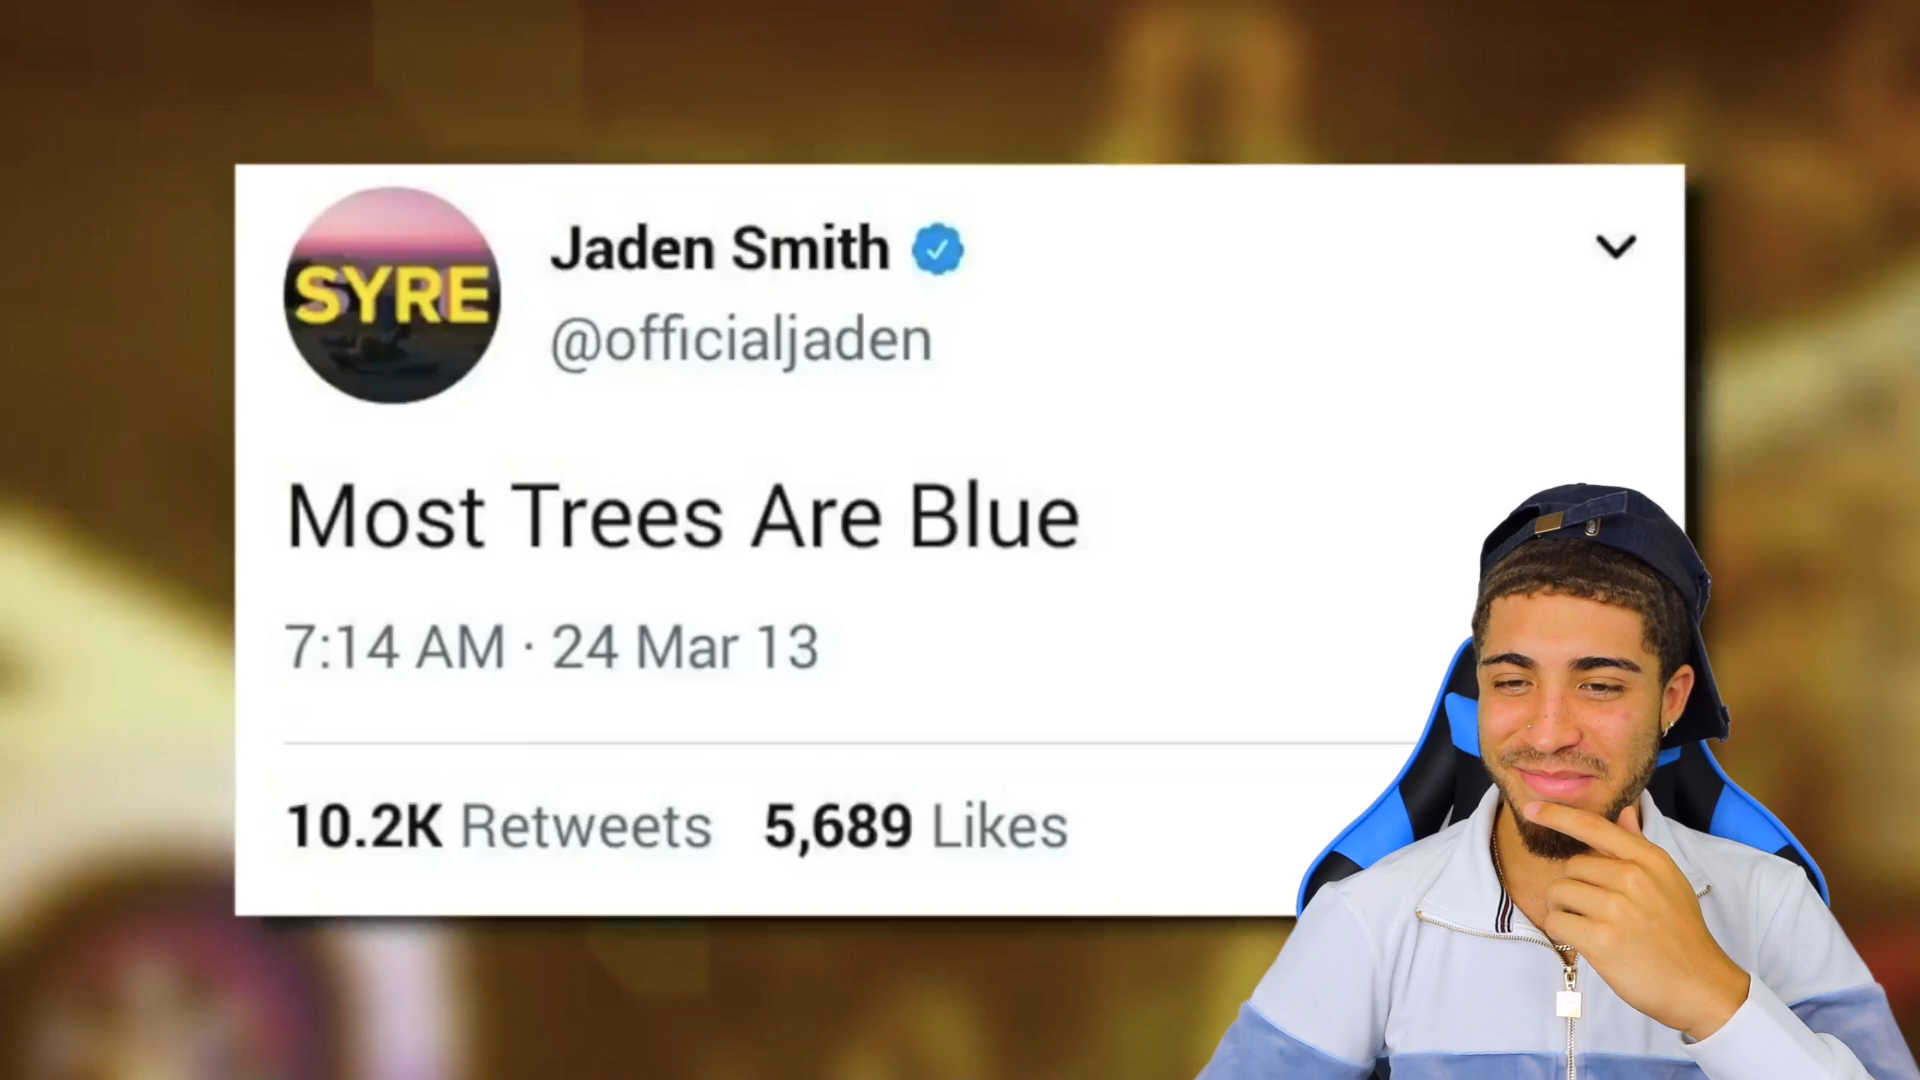 SYRE
Jaden Smith
@officialjaden
Most Trees Are Blue
7:14 AM · 24 Mar 13
10.2K Retweets 5,689 Likes